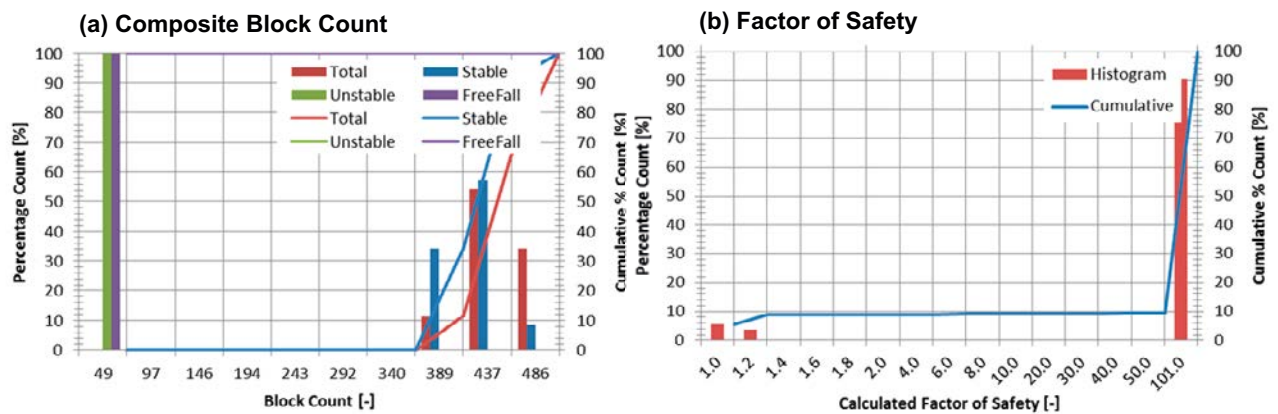 (a) Composite Block Count
Percentage Count [%]
100
90
80
70
60
50
40
30
20
10
0
Total
Stable
Unstable
FreeFall
Total
Stable
Unstable
FreeFall
100
90
80
70
60
50
40
30
20
10
0
Cumulative % Count [%]
49 97 146 194 243 292 340 389 437 486
Block Count [-]
(b) Factor of Safety
Percentage Count [%]
100
90
80
70
60
50
40
30
20
10
0
Histogram
Cumulative
100
90
80
70
60
50
40
30
20
10
0
Cumulative % Count [%]
1.0 1.2 1.4 1.6 1.8 2.0 4.0 6.0 8.0 10.0 20.0 30.0 40.0 50.0 101.0
Calculated Factor of Safety [-]